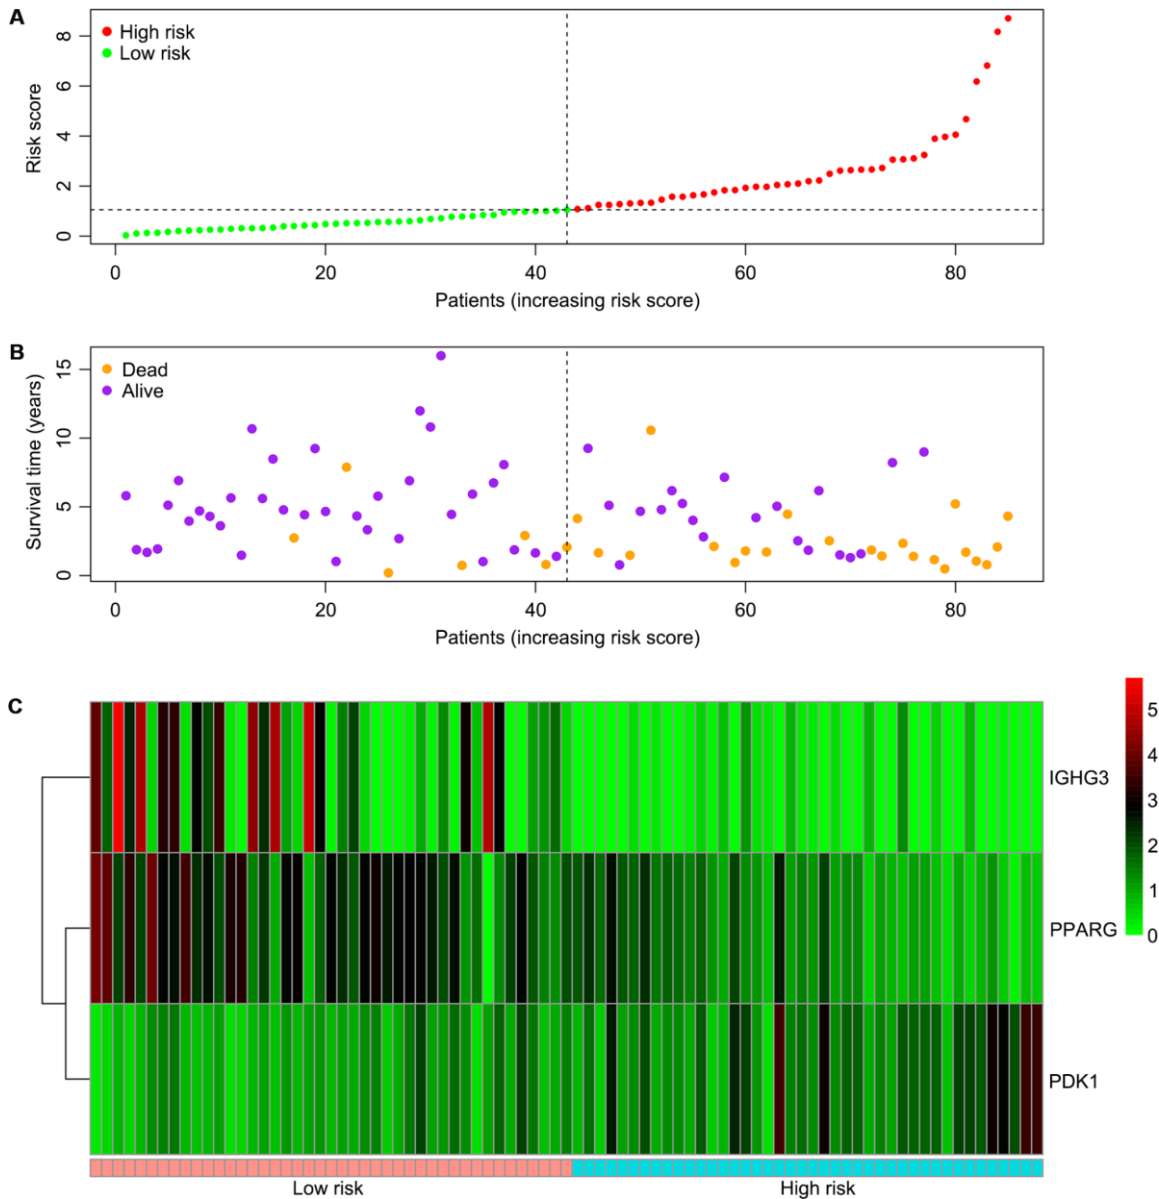 A
High risk
Low risk
Risk score
8
6
4
2
0
0 20 40 60 80
Patients (increasing risk score)
B
Dead
Alive
Survival time (years)
15
10
5
0
0 20 40 60 80
Patients (increasing risk score)
C
IGHG3
PPARG
PDK1
5
4
3
2
1
0
Low risk High risk